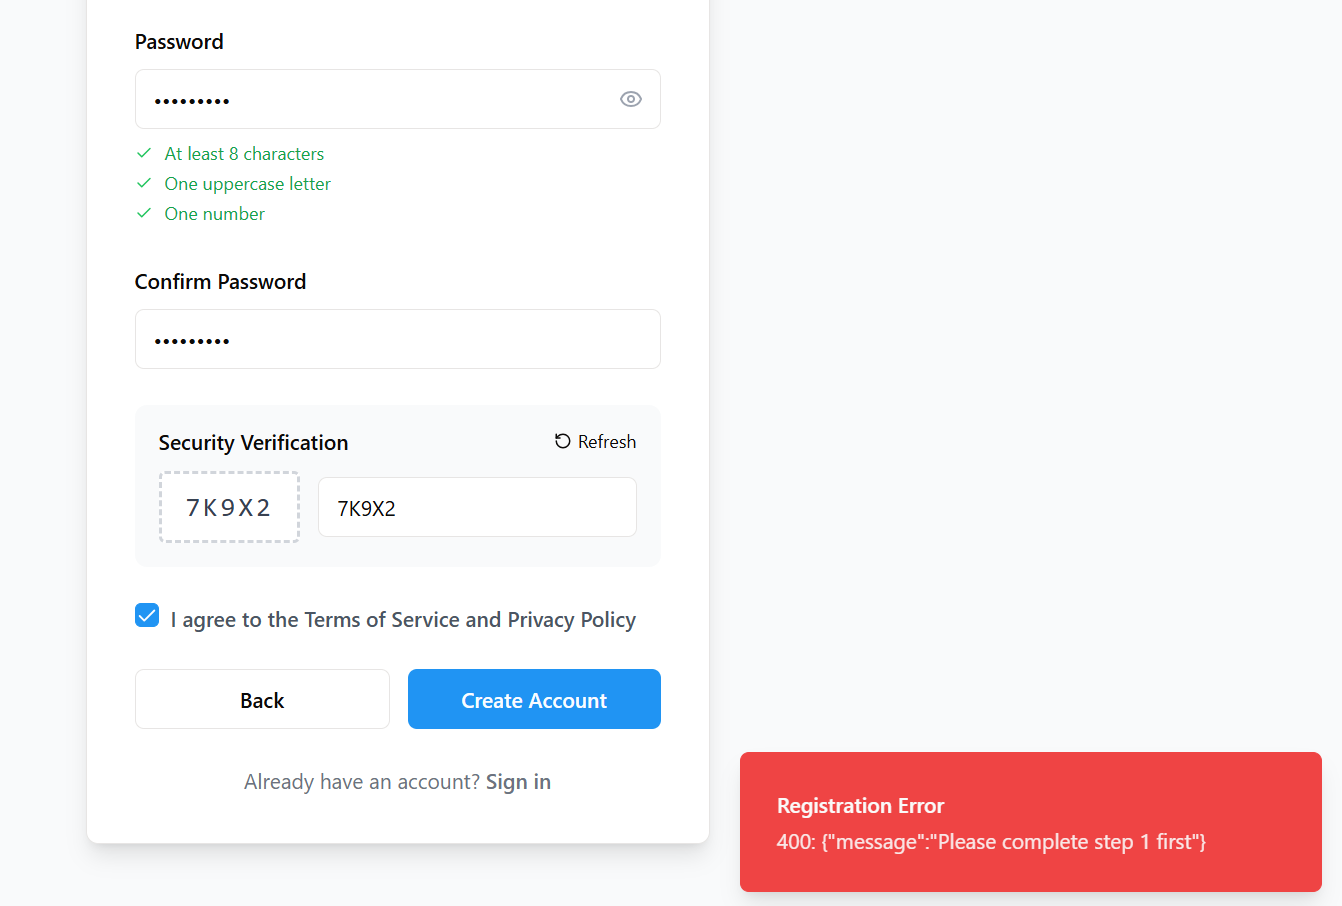 Password
•••••••••
At least 8 characters
One uppercase letter
One number
Confirm Password
•••••••••
Security Verification
Refresh
7K9X2
7K9X2
I agree to the Terms of Service and Privacy Policy
Back
Create Account
Already have an account? Sign in
Registration Error
400: {"message":"Please complete step 1 first"}